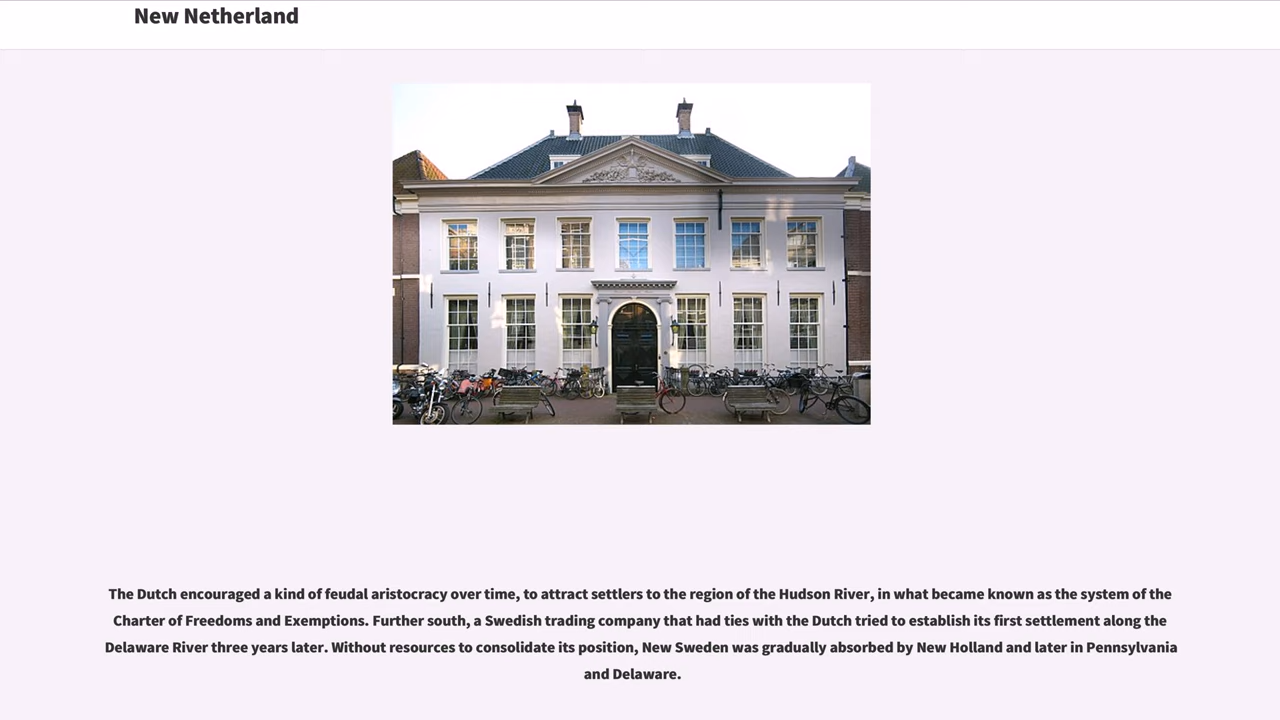 New Netherland
The Dutch encouraged a kind of feudal aristocracy over time, to attract settlers to the region of the Hudson River, in what became known as the system of the
Charter of Freedoms and Exemptions. Further south, a Swedish trading company that had ties with the Dutch tried to establish its first settlement along the
Delaware River three years later. Without resources to consolidate its position, New Sweden was gradually absorbed by New Holland and later in Pennsylvania
and Delaware.